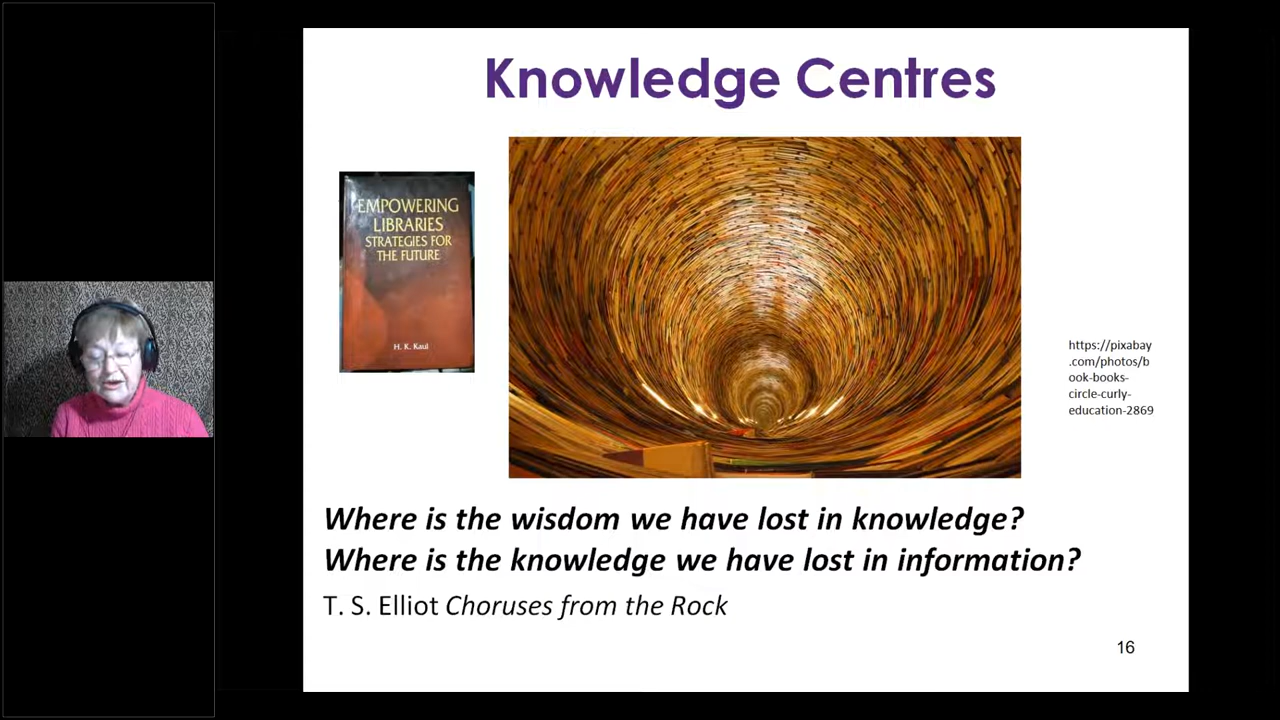 Knowledge Centres
EMPOWERING
LIBRARIES
STRATEGIES FOR
THE FUTURE
H. K. Kaul
https://pixabay
.com/photos/b
ook-books-
circle-curly-
education-2869
Where is the wisdom we have lost in knowledge?
Where is the knowledge we have lost in information?
T. S. Elliot Choruses from the Rock
16